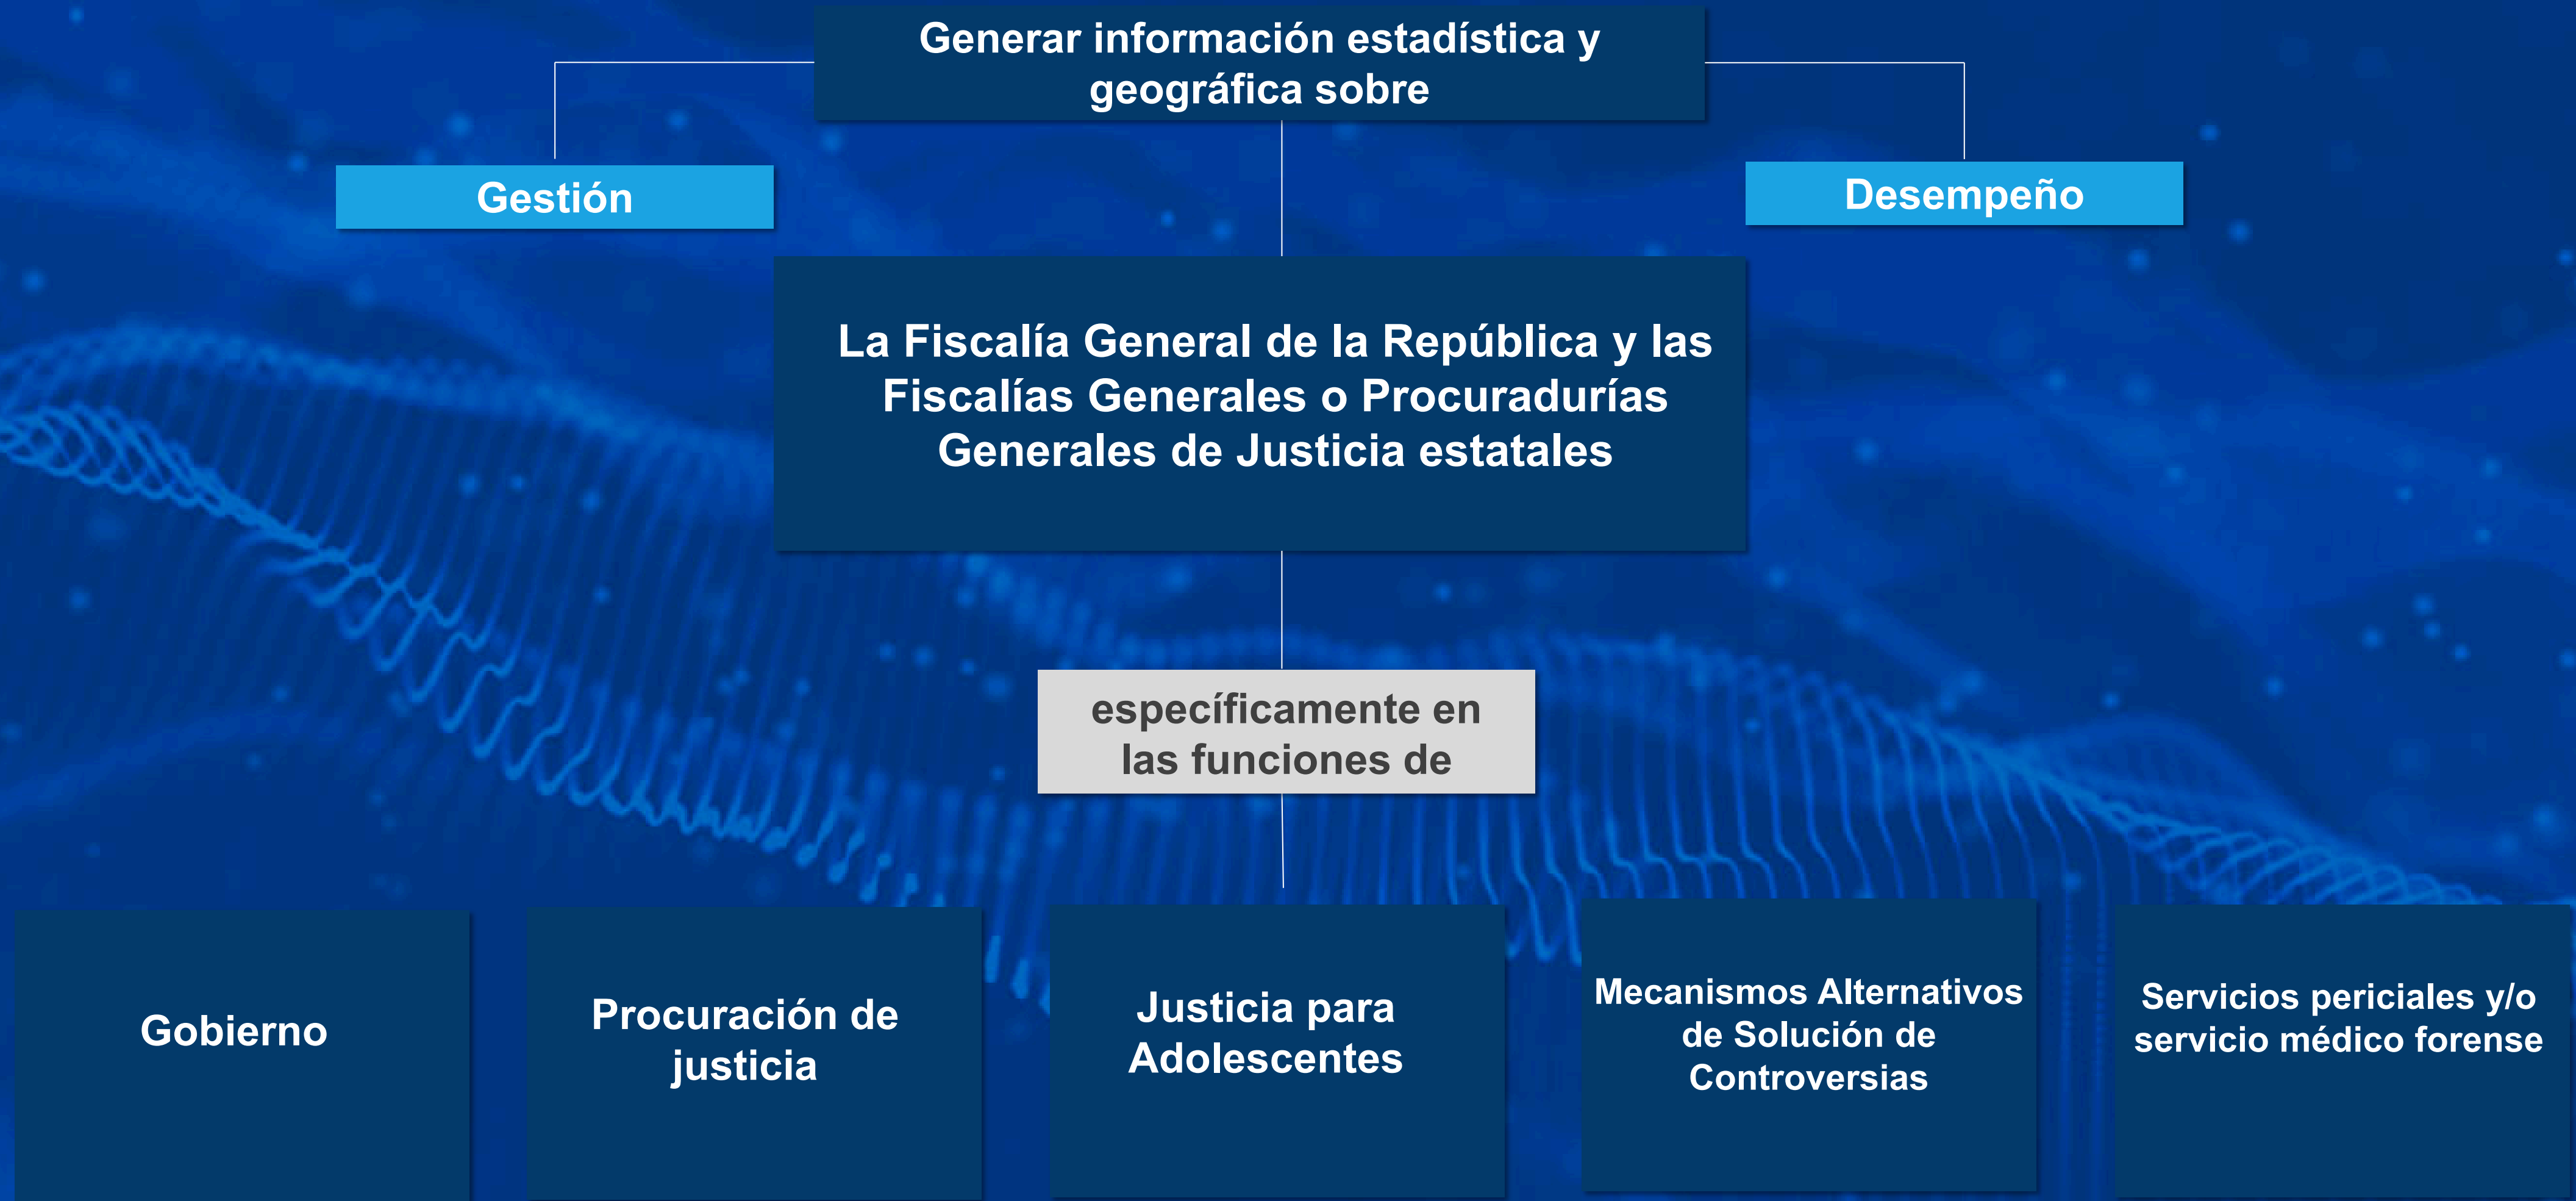 Generar información estadística y
geográfica sobre
Gestión
Desempeño
La Fiscalía General de la República y las
Fiscalías Generales o Procuradurías
Generales de Justicia estatales
específicamente en
las funciones de
Gobierno
Procuración de
justicia
Justicia para
Adolescentes
Mecanismos Alternativos
de Solución de
Controversias
Servicios periciales y/o
servicio médico forense